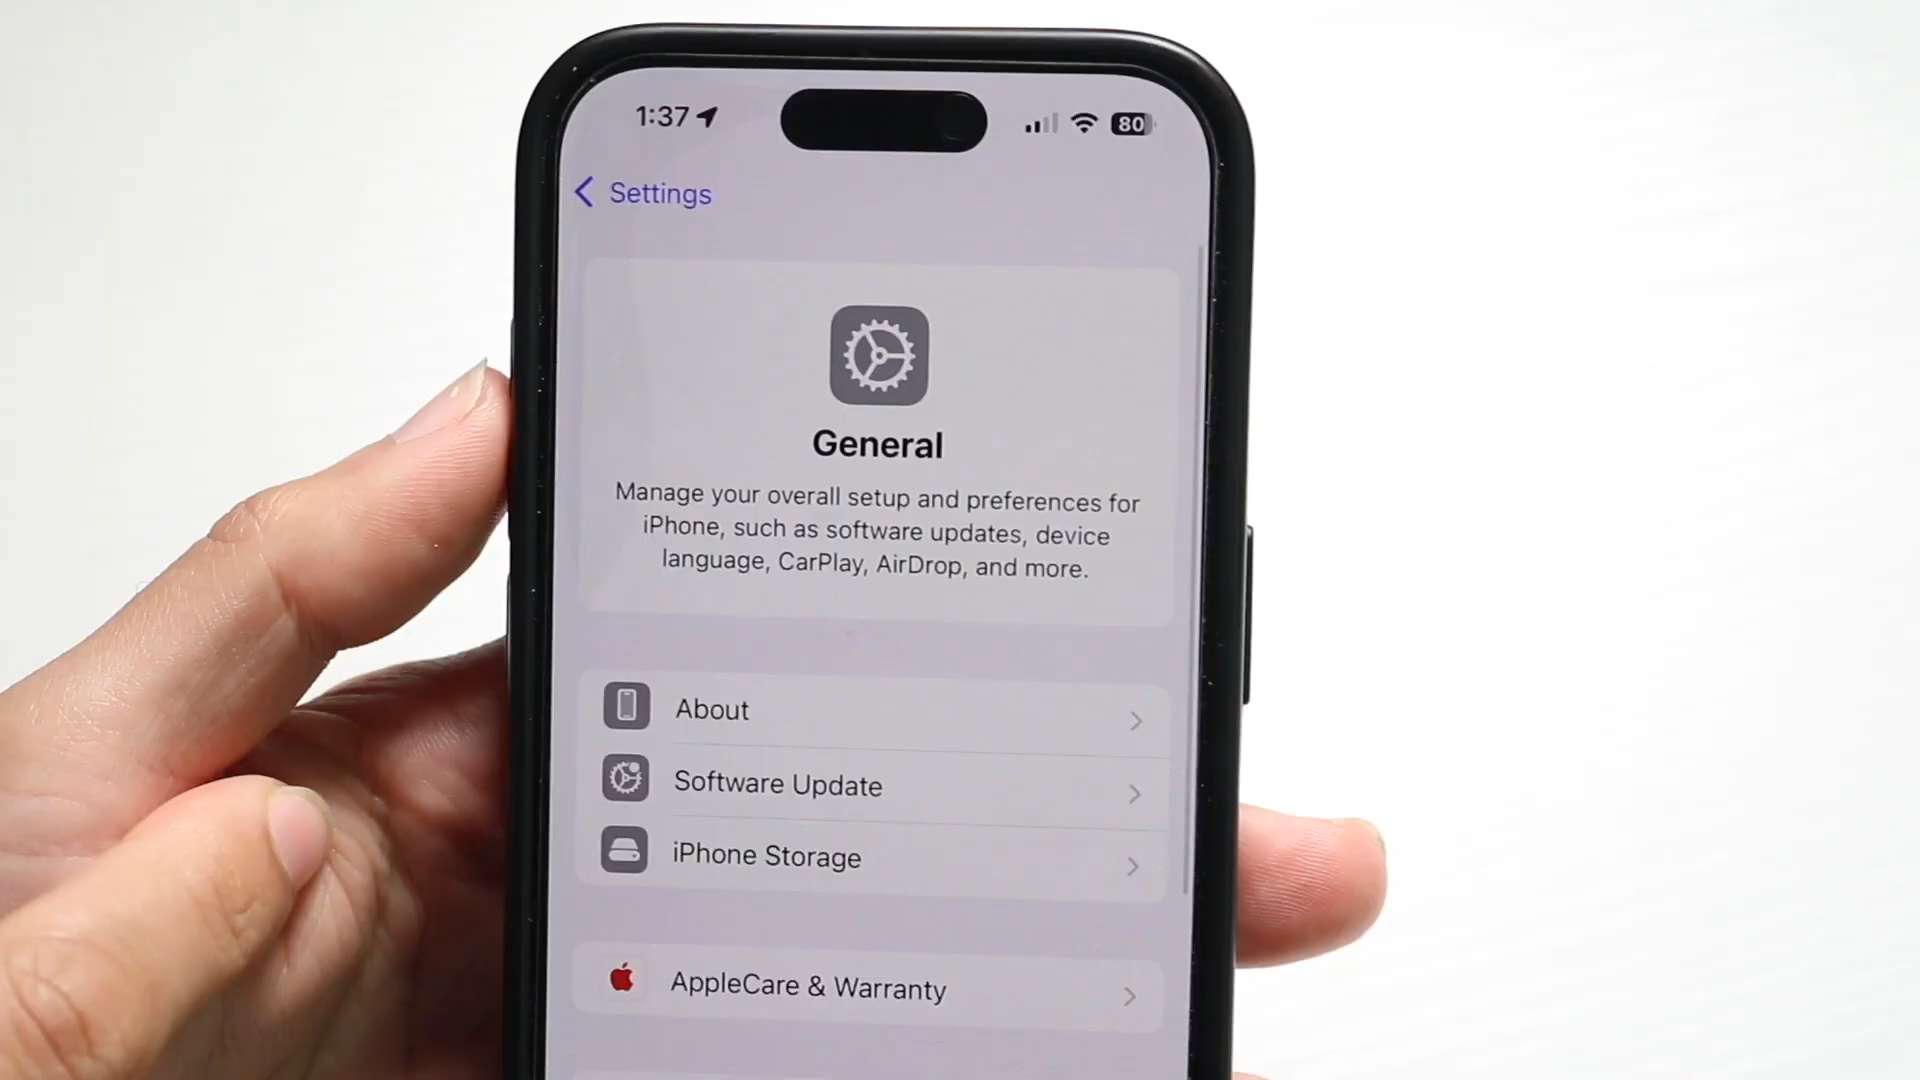 1:37
80
Settings
General
Manage your overall setup and preferences for
iPhone, such as software updates, device
language, CarPlay, AirDrop, and more.
About
Software Update
iPhone Storage
AppleCare & Warranty